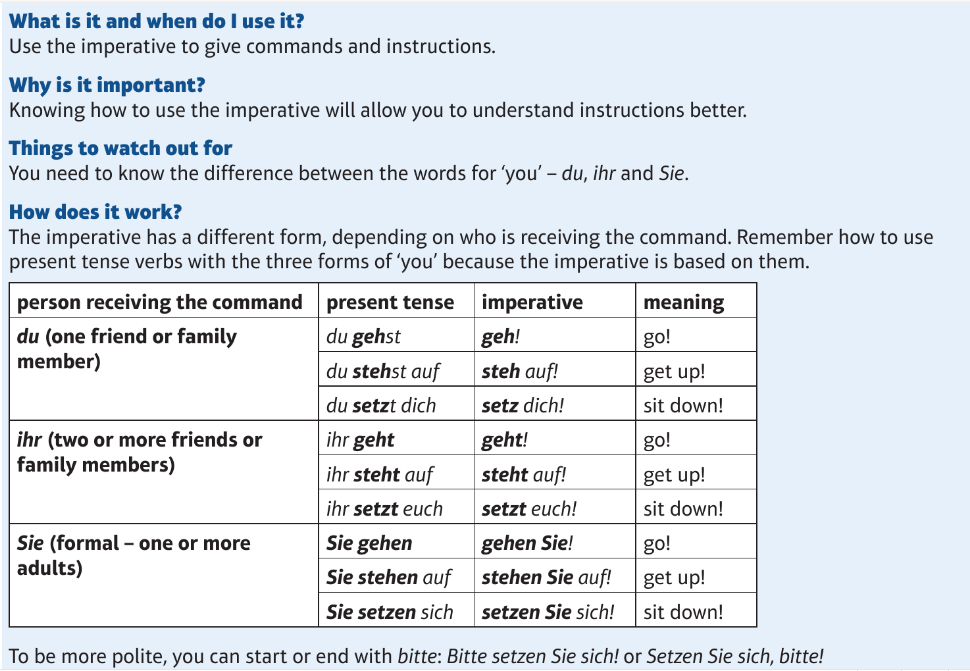 What is it and when do I use it?
Use the imperative to give commands and instructions.
Why is it important?
Knowing how to use the imperative will allow you to understand instructions better.
Things to watch out for
You need to know the difference between the words for ‘you’ – du, ihr and Sie.
How does it work?
The imperative has a different form, depending on who is receiving the command. Remember how to use
present tense verbs with the three forms of ‘you’ because the imperative is based on them.
person receiving the command present tense imperative meaning
du (one friend or family member) du gehst geh! go!
du stehst auf steh auf! get up!
du setzt dich setz dich! sit down!
ihr (two or more friends or family members) ihr geht geht! go!
ihr steht auf steht auf! get up!
ihr setzt euch setzt euch! sit down!
Sie (formal – one or more adults) Sie gehen gehen Sie! go!
Sie stehen auf stehen Sie auf! get up!
Sie setzen sich setzen Sie sich! sit down!
To be more polite, you can start or end with bitte: Bitte setzen Sie sich! or Setzen Sie sich, bitte!